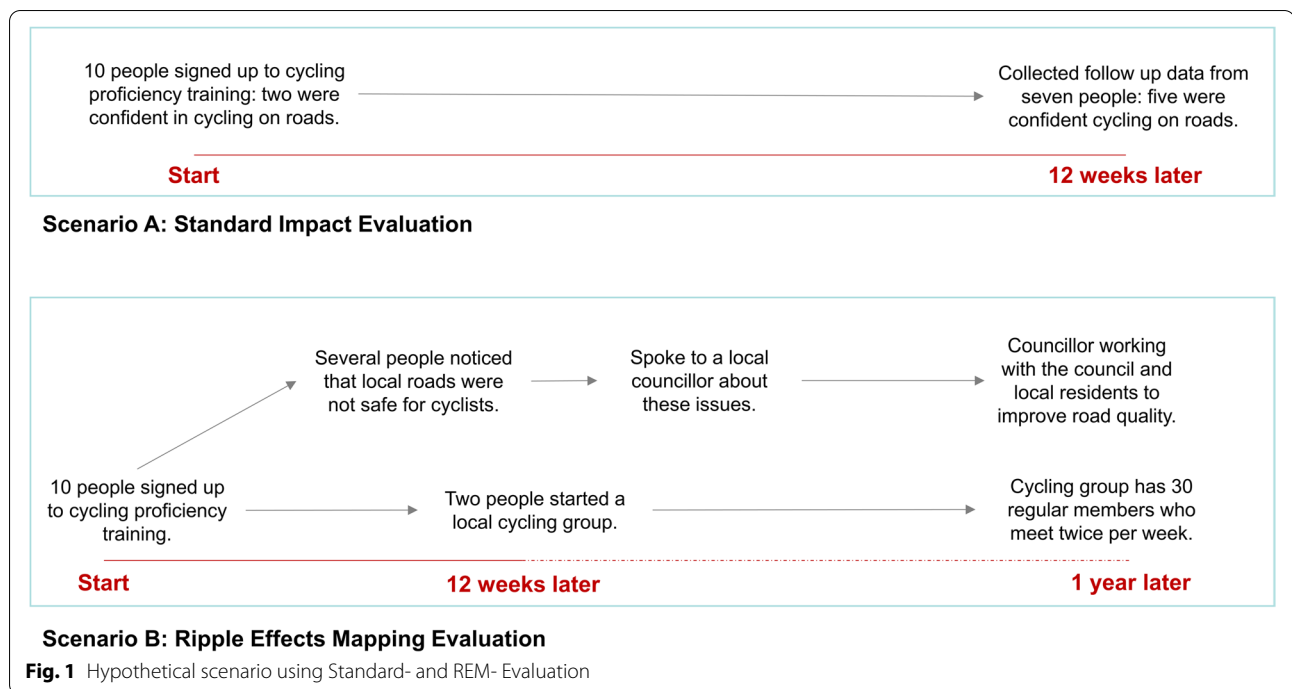 10 people signed up to cycling
proficiency training: two were
confident in cycling on roads.
Collected follow up data from
seven people: five were
confident cycling on roads.
Start
12 weeks later
Scenario A: Standard Impact Evaluation
Several people noticed
that local roads were
not safe for cyclists.
Spoke to a local
councillor about
these issues.
Councillor working
with the council and
local residents to
improve road quality.
10 people signed up
to cycling proficiency
training.
Two people started a
local cycling group.
Cycling group has 30
regular members who
meet twice per week.
Start
12 weeks later
1 year later
Scenario B: Ripple Effects Mapping Evaluation
Fig. 1 Hypothetical scenario using Standard- and REM- Evaluation